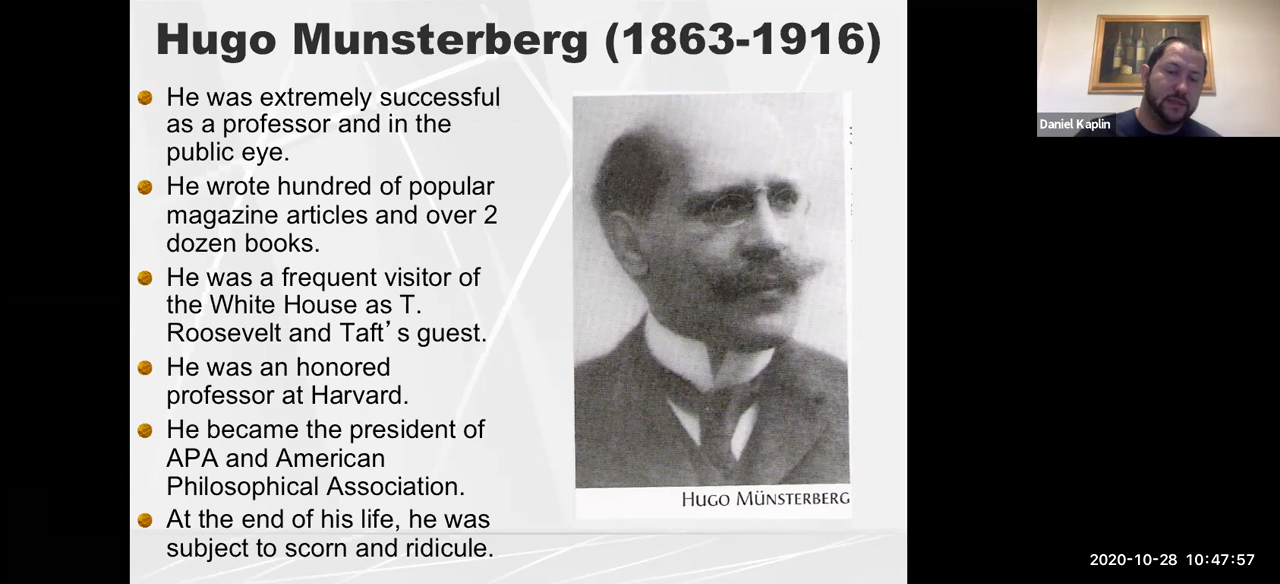 Hugo Munsterberg (1863-1916)
He was extremely successful
as a professor and in the
public eye.
He wrote hundred of popular
magazine articles and over 2
dozen books.
He was a frequent visitor of
the White House as T.
Roosevelt and Taft’s guest.
He was an honored
professor at Harvard.
He became the president of
APA and American
Philosophical Association.
At the end of his life, he was
subject to scorn and ridicule.
HUGO MÜNSTERBERG
Daniel Kaplin
2020-10-28 10:47:57